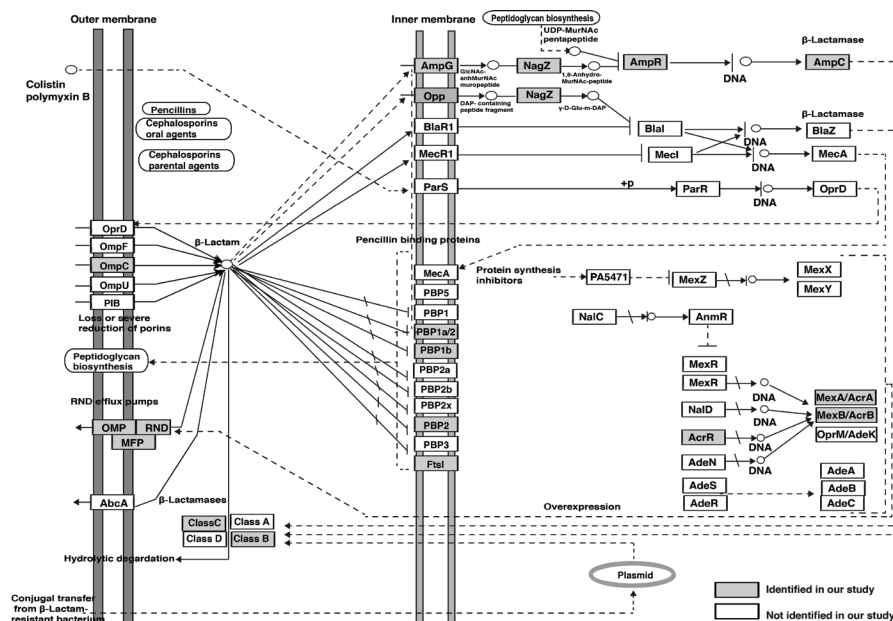 Outer membrane
Inner membrane
Peptidoglycan biosynthesis
UDP-MurNAc
pentapeptide
β-Lactamase
AmpG
NagZ
AmpR
DNA
AmpC
GlcNAc-
anhMurNAc
muropeptide
1,6-Anhydro-
MurNAc-peptide
Colistin
polymyxin B
Opp
NagZ
DAP- containing
peptide fragment
γ-D-Glu-m-DAP
Pencillins
Cephalosporins
oral agents
Cephalosporins
parental agents
β-Lactamase
BlaR1
BlaI
DNA
BlaZ
MecR1
MecI
DNA
MecA
ParS
+p
ParR
DNA
OprD
OprD
OmpF
OmpC
OmpU
PIB
β-Lactam
Loss or severe
reduction of porins
Pencillin binding proteins
MecA
PBP5
PBP1
PBP1a/2
PBP1b
PBP2a
PBP2b
PBP2x
PBP2
PBP3
FtsI
Protein synthesis
inhibitors
PA5471
MexZ
MexX
MexY
NalC
AnmR
Peptidoglycan
biosynthesis
MexR
MexR
DNA
MexA/AcrA
NalD
DNA
MexB/AcrB
AcrR
DNA
OprM/AdeK
AdeN
DNA
AdeS
AdeR
AdeA
AdeB
AdeC
RND efflux pumps
OMP
RND
MFP
AbcA
β-Lactamases
Overexpression
ClassC
Class A
Class D
Class B
Hydrolytic degardation
Plasmid
Conjugal transfer
from β-Lactam-
resistant bacterium
Identified in our study
Not identified in our study